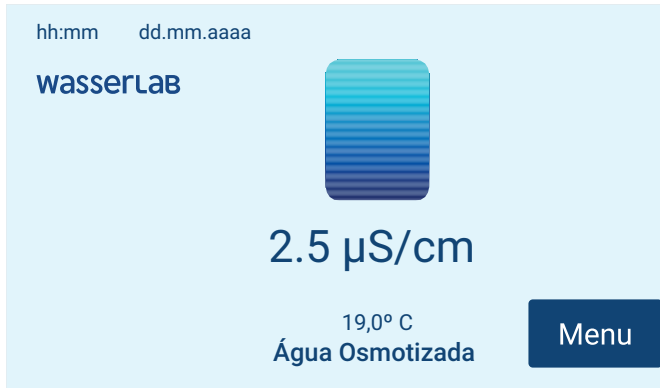 hh:mm dd.mm.aaaa
wasserlab
2.5 µS/cm
19,0º C
Água Osmotizada
Menu